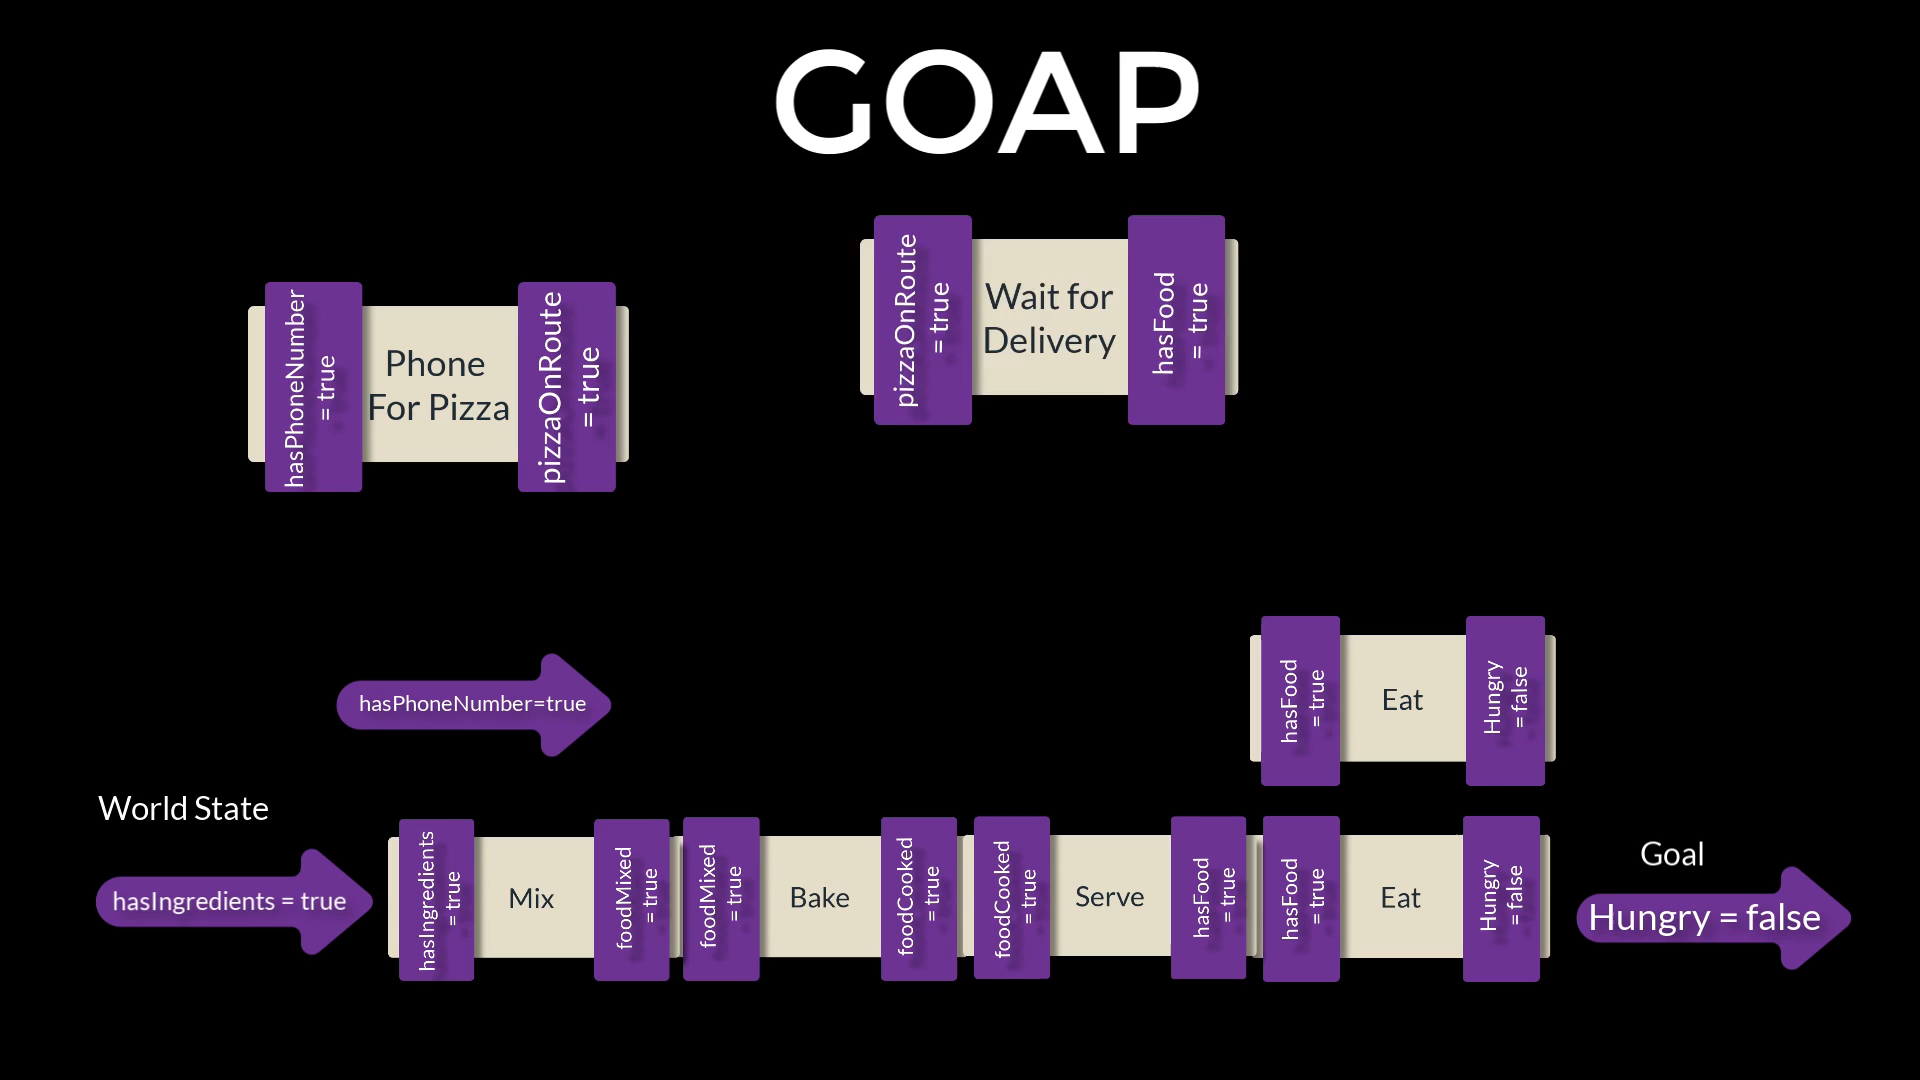 GOAP
hasPhoneNumber
= true
Phone
For Pizza
pizzaOnRoute
= true
pizzaOnRoute
= true
Wait for
Delivery
hasFood
= true
hasPhoneNumber=true
hasFood
= true
Eat
Hungry
= false
World State
hasIngredients = true
hasIngredients
= true
Mix
foodMixed
= true
foodMixed
= true
Bake
foodCooked
= true
foodCooked
= true
Serve
hasFood
= true
hasFood
= true
Eat
Hungry
= false
Goal
Hungry = false